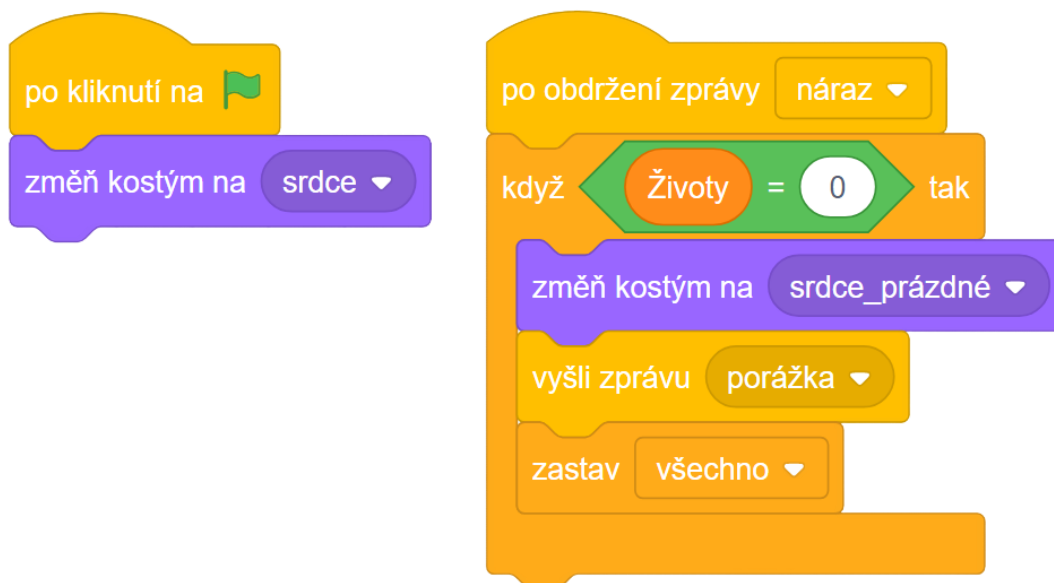 po kliknutí na
změň kostým na srdce
po obdržení zprávy náraz
když Životy = 0 tak
změň kostým na srdce_prázdné
vyšli zprávu porážka
zastav všechno